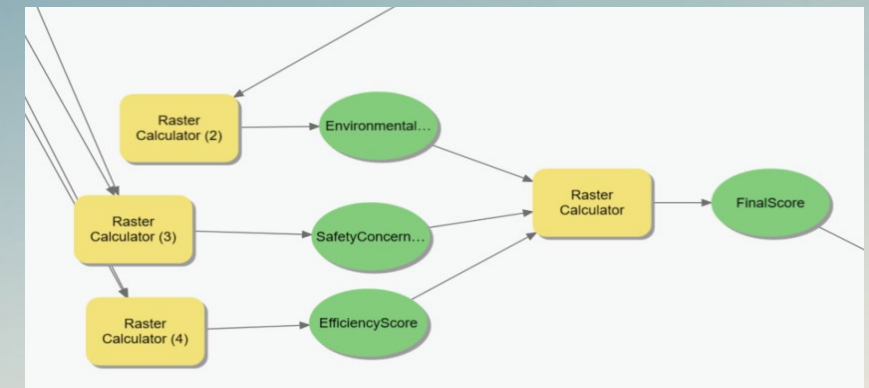 Raster
Calculator (2)
Environmental...
Raster
Calculator
FinalScore
Raster
Calculator (3)
SafetyConcern...
Raster
Calculator (4)
EfficiencyScore